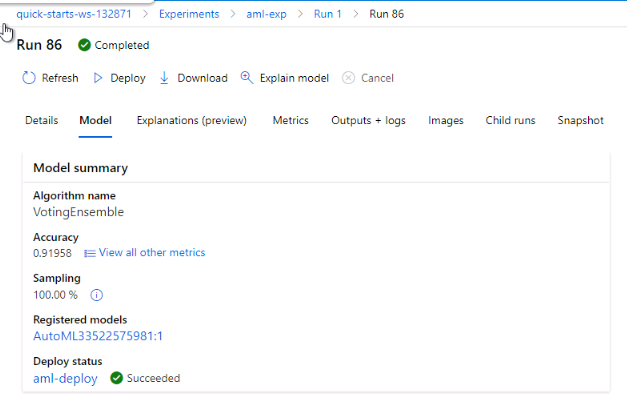 quick-starts-ws-132871 > Experiments > aml-exp > Run 1 > Run 86
Run 86 Completed
Refresh Deploy Download Explain model Cancel
Details Model Explanations (preview) Metrics Outputs + logs Images Child runs Snapshot
Model summary
Algorithm name
VotingEnsemble
Accuracy
0.91958 View all other metrics
Sampling
100.00 %
Registered models
AutoML33522575981:1
Deploy status
aml-deploy Succeeded